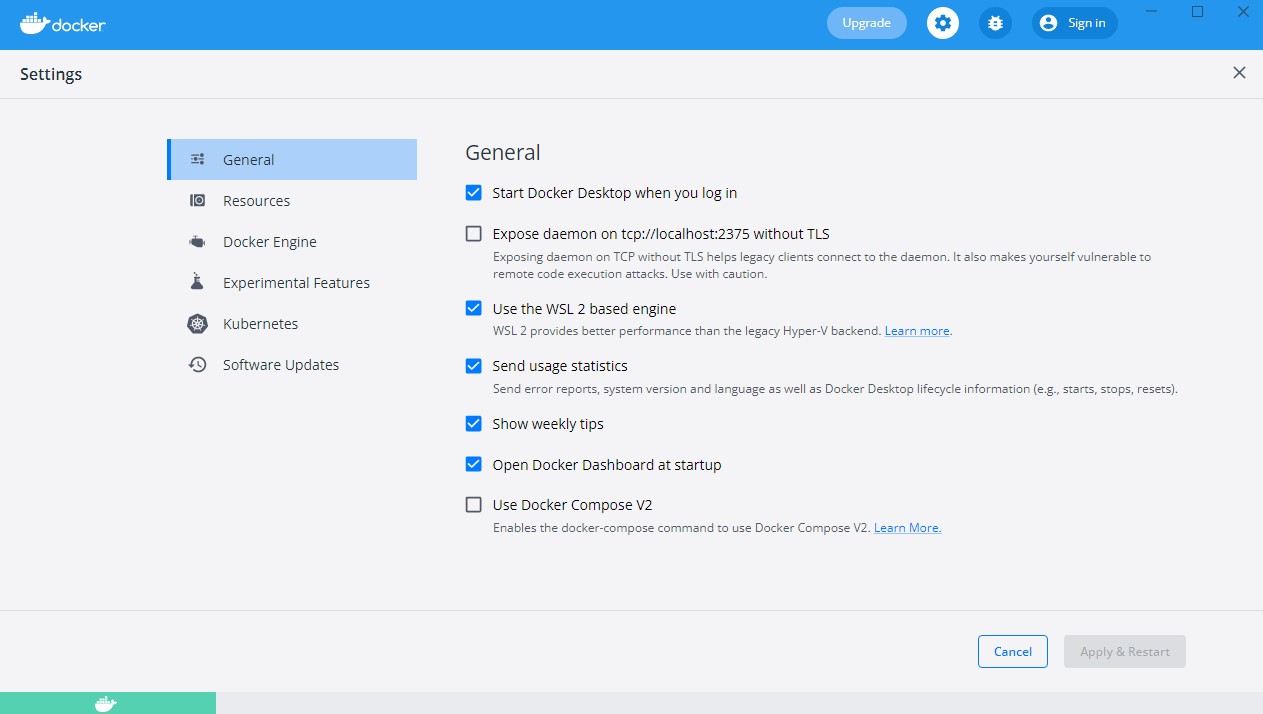 docker
Upgrade
Sign in
Settings
General
Resources
Docker Engine
Experimental Features
Kubernetes
Software Updates
General
Start Docker Desktop when you log in
Expose daemon on tcp://localhost:2375 without TLS
Exposing daemon on TCP without TLS helps legacy clients connect to the daemon. It also makes yourself vulnerable to
remote code execution attacks. Use with caution.
Use the WSL 2 based engine
WSL 2 provides better performance than the legacy Hyper-V backend. Learn more.
Send usage statistics
Send error reports, system version and language as well as Docker Desktop lifecycle information (e.g., starts, stops, resets).
Show weekly tips
Open Docker Dashboard at startup
Use Docker Compose V2
Enables the docker-compose command to use Docker Compose V2. Learn More.
Cancel
Apply & Restart